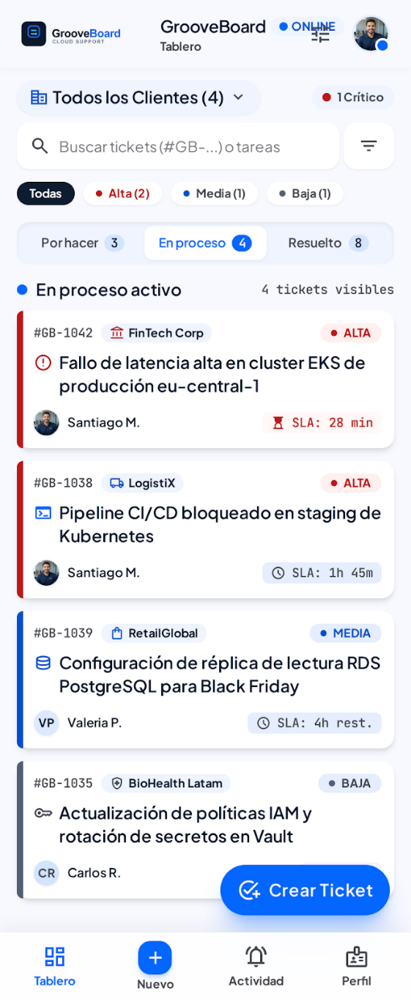 GrooveBoard
CLOUD SUPPORT
GrooveBoard
ONLINE
Tablero
Todos los Clientes (4)
1 Crítico
Buscar tickets (#GB-...) o tareas
Todas
Alta (2)
Media (1)
Baja (1)
Por hacer 3
En proceso 4
Resuelto 8
En proceso activo
4 tickets visibles
#GB-1042
FinTech Corp
ALTA
Fallo de latencia alta en cluster EKS de
producción eu-central-1
Santiago M.
SLA: 28 min
#GB-1038
LogistiX
ALTA
Pipeline CI/CD bloqueado en staging de
Kubernetes
Santiago M.
SLA: 1h 45m
#GB-1039
RetailGlobal
MEDIA
Configuración de réplica de lectura RDS
PostgreSQL para Black Friday
VP
Valeria P.
SLA: 4h rest.
#GB-1035
BioHealth Latam
BAJA
Actualización de políticas IAM y
rotación de secretos en Vault
CR
Carlos R.
Crear Ticket
Tablero
Nuevo
Actividad
Perfil